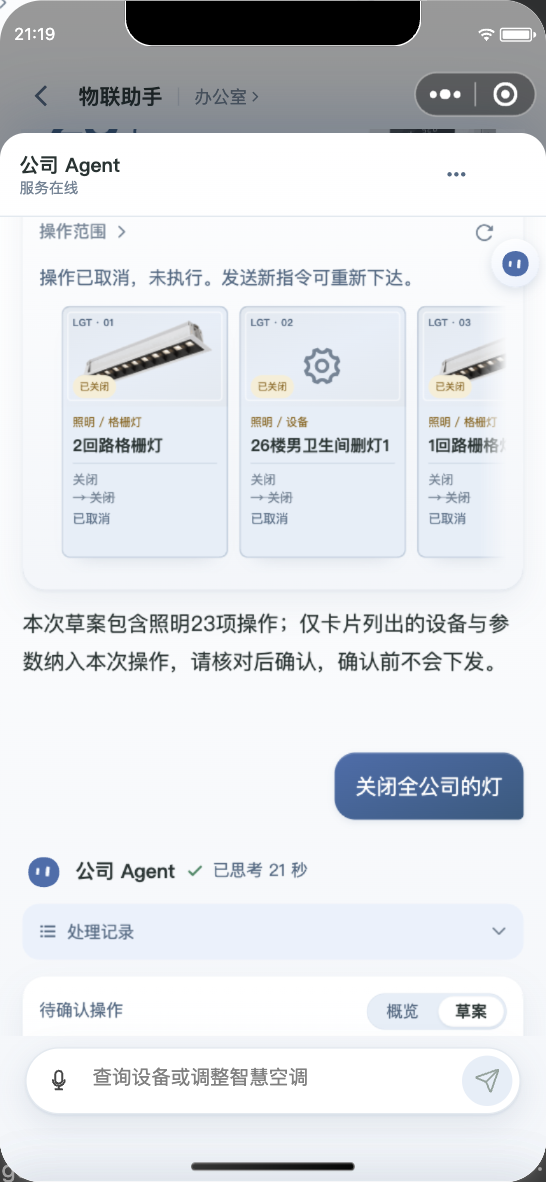 21:19
物联助手
办公室
公司 Agent
服务在线
操作范围
操作已取消，未执行。发送新指令可重新下达。
LGT · 01
已关闭
照明 / 格栅灯
2回路格栅灯
关闭
→ 关闭
已取消
LGT · 02
已关闭
照明 / 设备
26楼男卫生间删灯1
关闭
→ 关闭
已取消
LGT · 03
已关闭
照明 / 格栅灯
1回路栅格
关闭
→ 关闭
已取消
本次草案包含照明23项操作；仅卡片列出的设备与参
数纳入本次操作，请核对后确认，确认前不会下发。
关闭全公司的灯
公司 Agent
已思考 21 秒
处理记录
待确认操作
概览
草案
查询设备或调整智慧空调